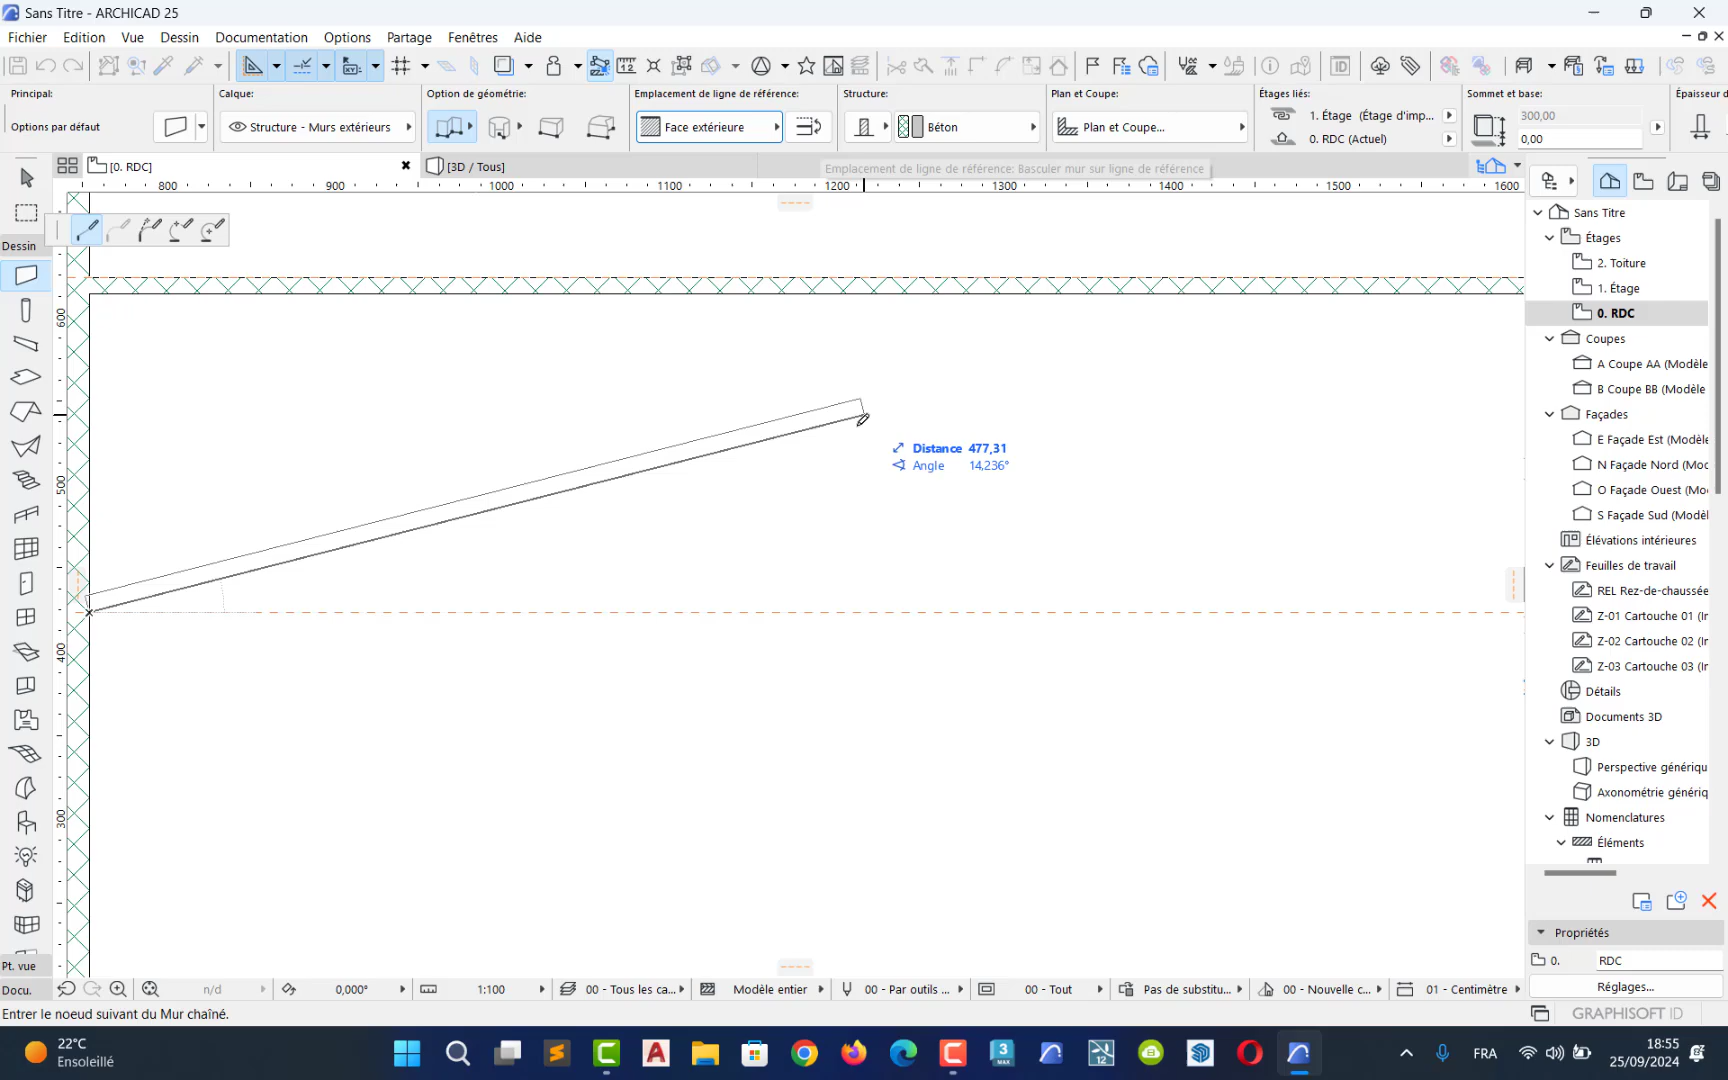 Sans Titre - ARCHICAD 25
Fichier Edition Vue Dessin Documentation Options Partage Fenêtres Aide
Principal: Calque: Option de géométrie: Emplacement de ligne de référence: Structure: Plan et Coupe: Étages liés: Sommet et base: Épaisseur d
Options par défaut Structure - Murs extérieurs Face extérieure Béton Plan et Coupe...
1. Étage (Étage d'imp... 300,00
0. RDC (Actuel) 0,00
[0. RDC] [3D / Tous]
Emplacement de ligne de référence: Basculer mur sur ligne de référence
800 900 1000 1100 1200 1300 1400 1500 1600
600
500
400
300
Dessin
Distance 477,31
Angle 14,236°
Sans Titre
Étages
2. Toiture
1. Étage
0. RDC
Coupes
A Coupe AA (Modèle
B Coupe BB (Modèle
Façades
E Façade Est (Modèle
N Façade Nord (Mod
O Façade Ouest (Mo
S Façade Sud (Modèl
Élévations intérieures
Feuilles de travail
REL Rez-de-chaussée
Z-01 Cartouche 01 (Ir
Z-02 Cartouche 02 (Ir
Z-03 Cartouche 03 (Ir
Détails
Documents 3D
3D
Perspective génériqu
Axonométrie génériq
Nomenclatures
Éléments
Propriétés
0. RDC
Réglages...
Pt. vue
Docu.
n/d 0,000° 1:100 00 - Tous les ca... Modèle entier 00 - Par outils ... 00 - Tout Pas de substitu... 00 - Nouvelle c... 01 - Centimètre
Entrer le noeud suivant du Mur chaîné.
GRAPHISOFT ID
22°C
Ensoleillé
FRA
18:55
25/09/2024